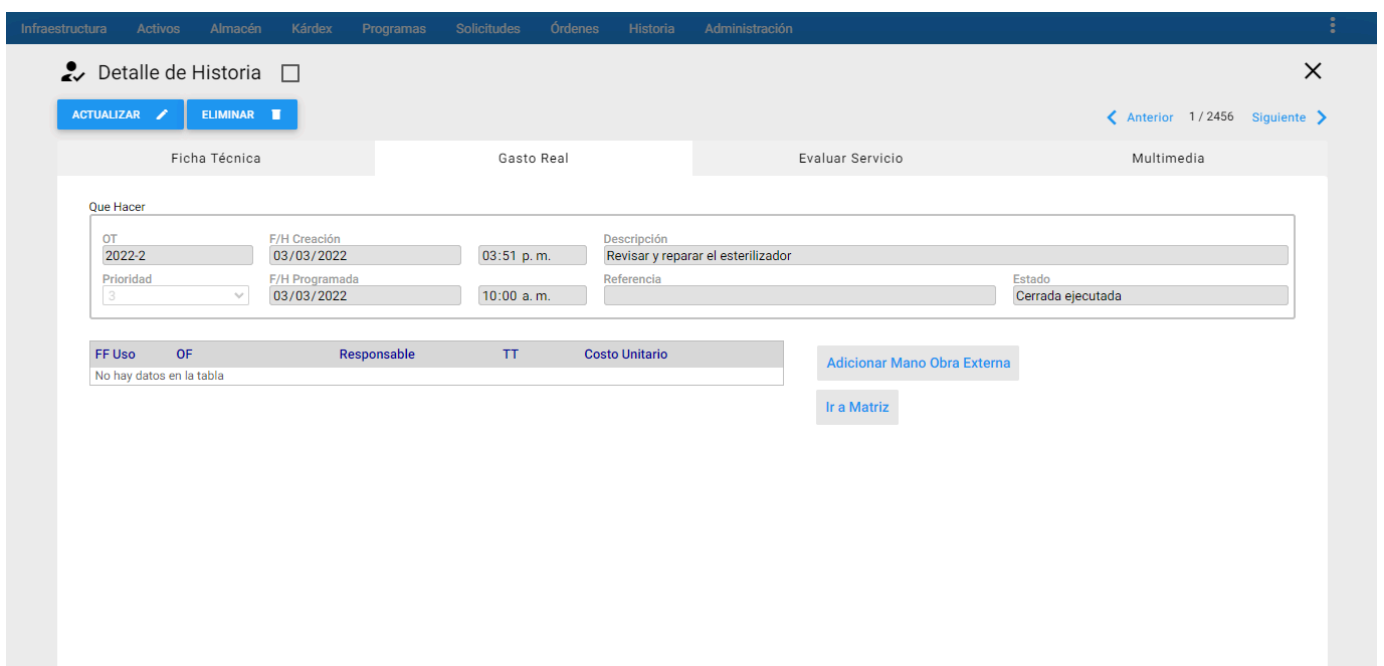 Infraestructura Activos Almacén Kárdex Programas Solicitudes Órdenes Historia Administración
Detalle de Historia
ACTUALIZAR ELIMINAR Anterior 1 / 2456 Siguiente
Ficha Técnica Gasto Real Evaluar Servicio Multimedia
Que Hacer
OT F/H Creación Descripción
2022-2 03/03/2022 03:51 p. m. Revisar y reparar el esterilizador
Prioridad F/H Programada Referencia Estado
3 03/03/2022 10:00 a. m. Cerrada ejecutada
FF Uso OF Responsable TT Costo Unitario
No hay datos en la tabla
Adicionar Mano Obra Externa
Ir a Matriz